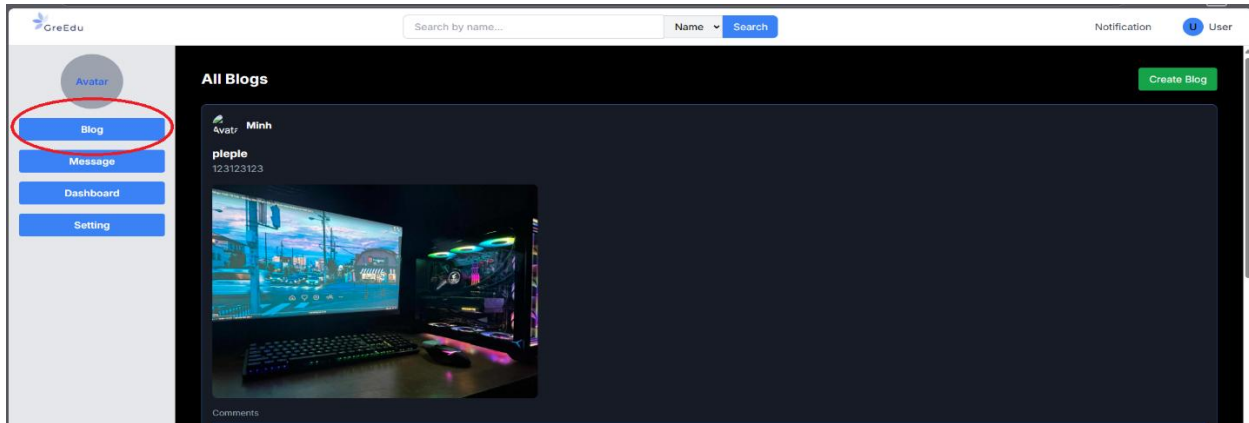 GreEdu
Search by name...
Name
Search
Notification
U
User
Avatar
Blog
Message
Dashboard
Setting
All Blogs
Create Blog
Avata
Minh
pleple
123123123
Comments